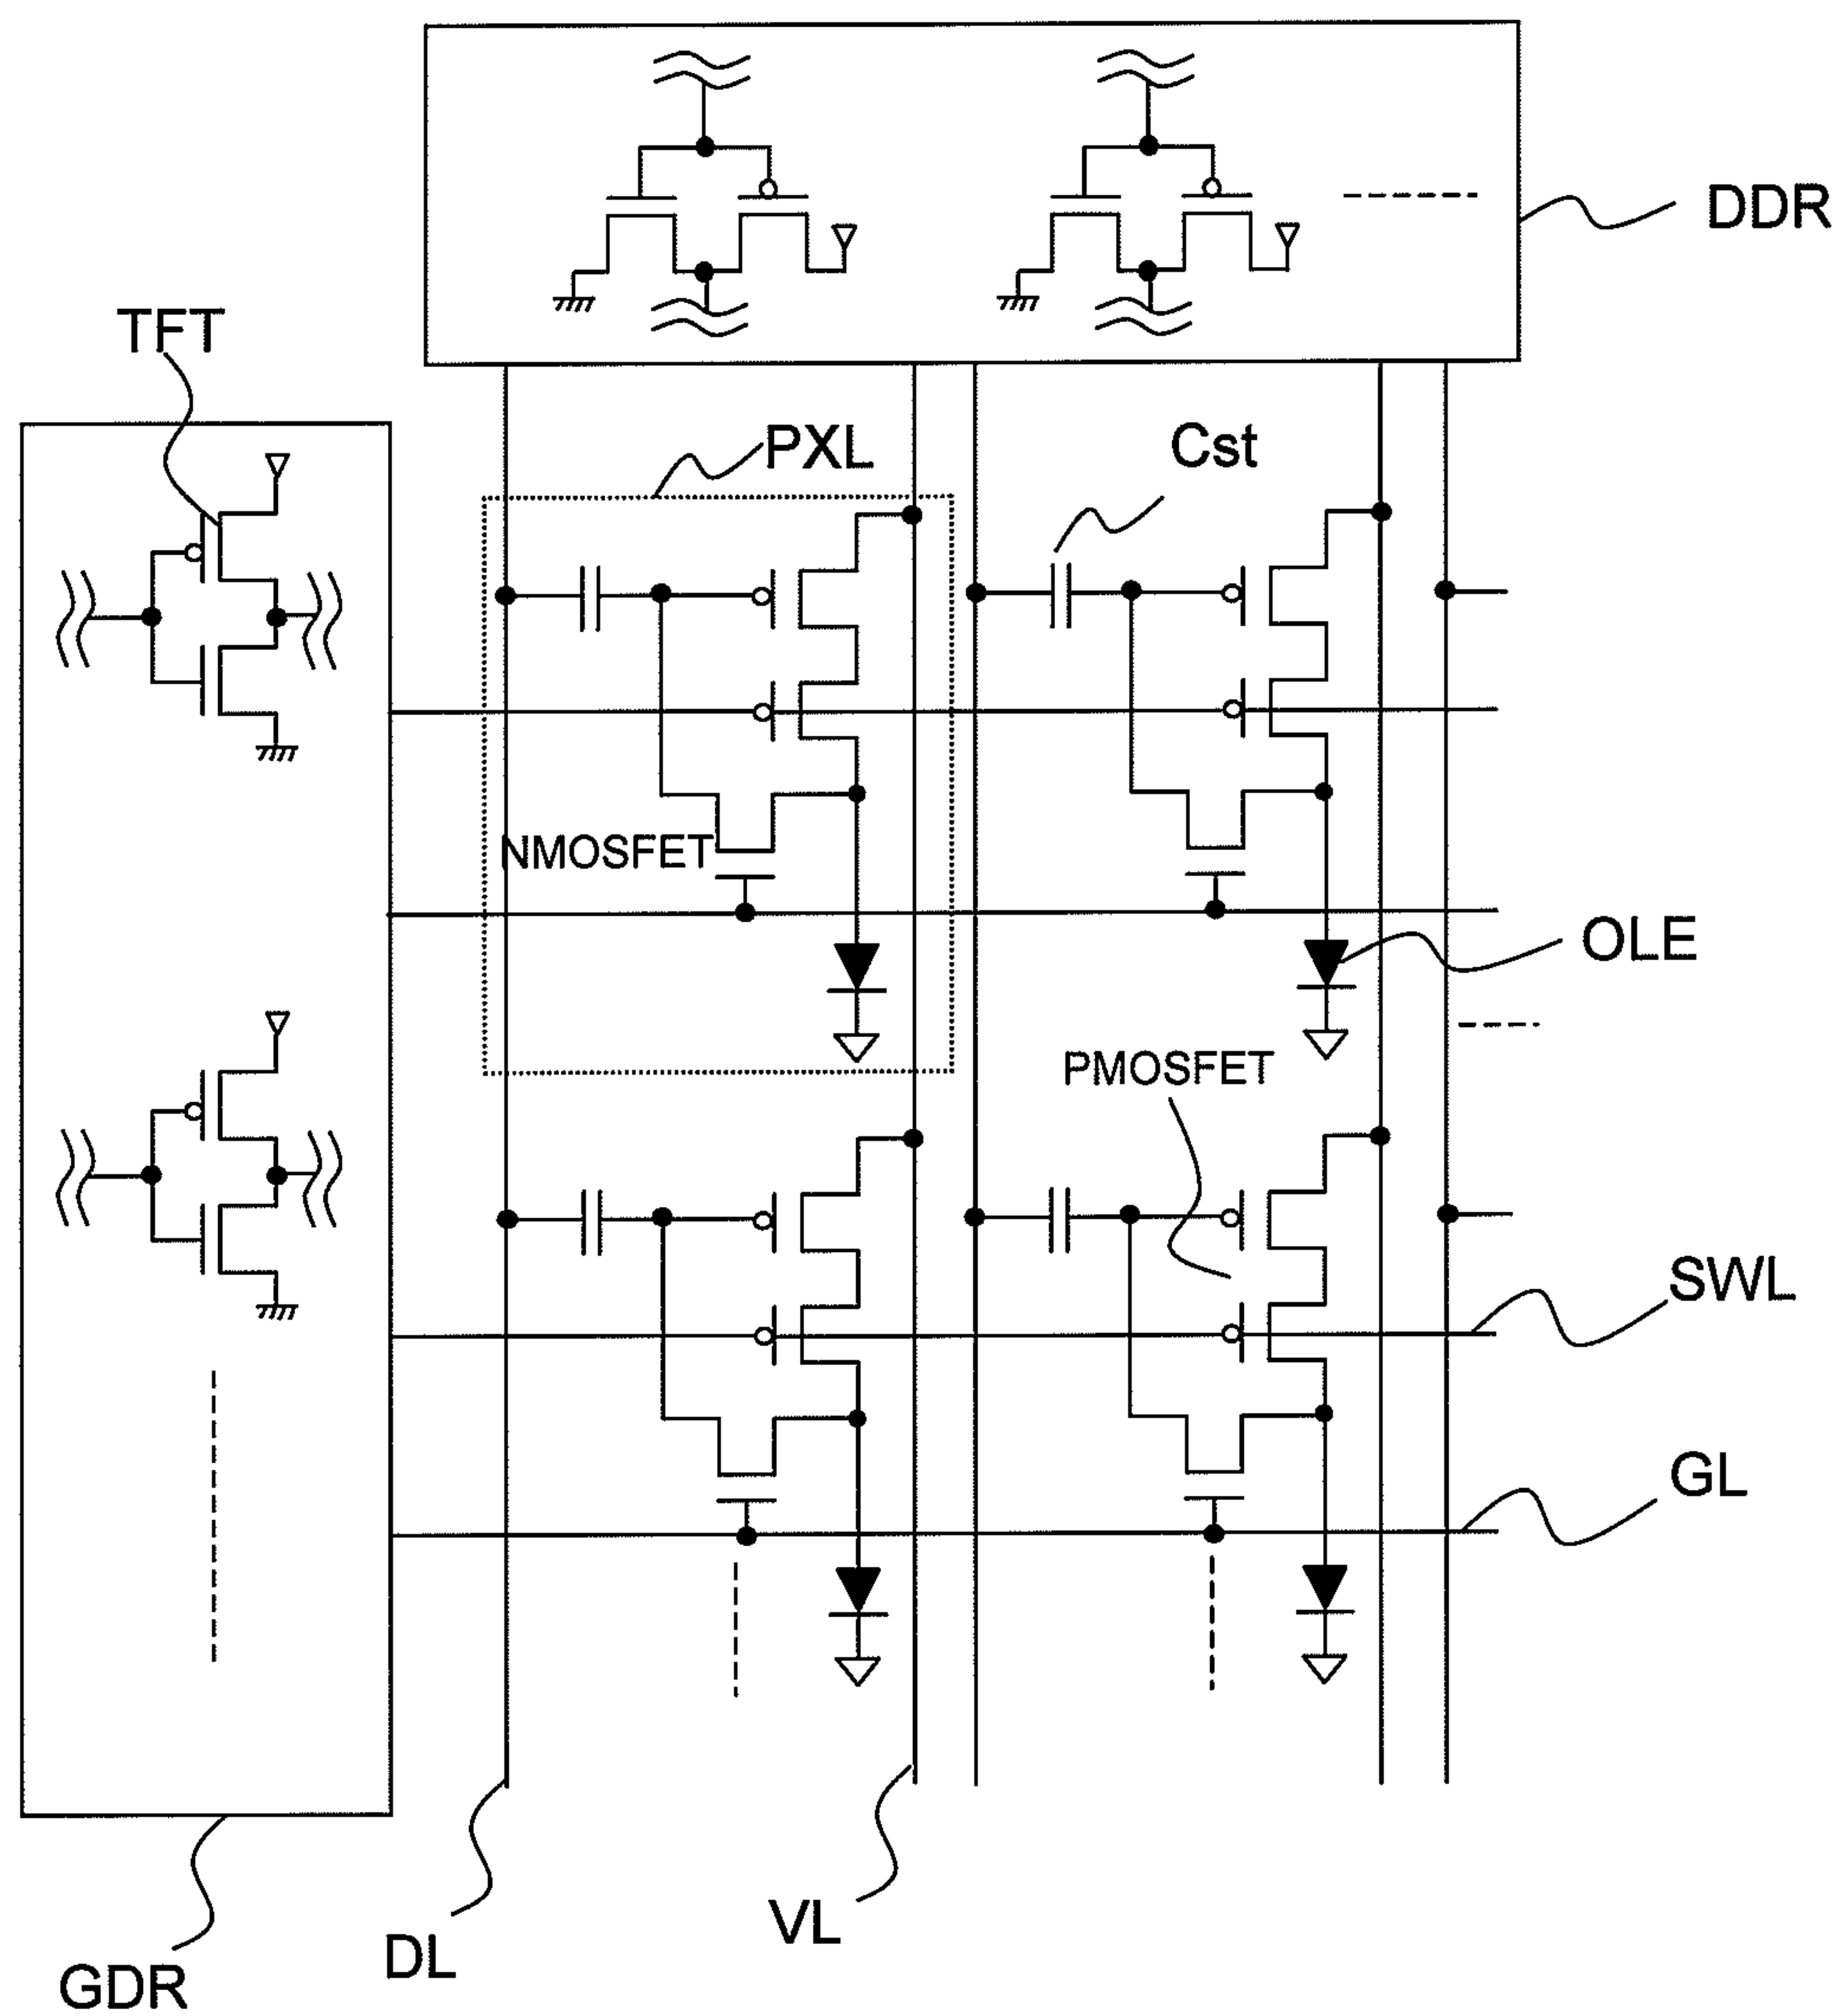 DDR
TFT
PXL
Cst
NMOSFET
OLE
PMOSFET
SWL
GL
VL
DL
GDR